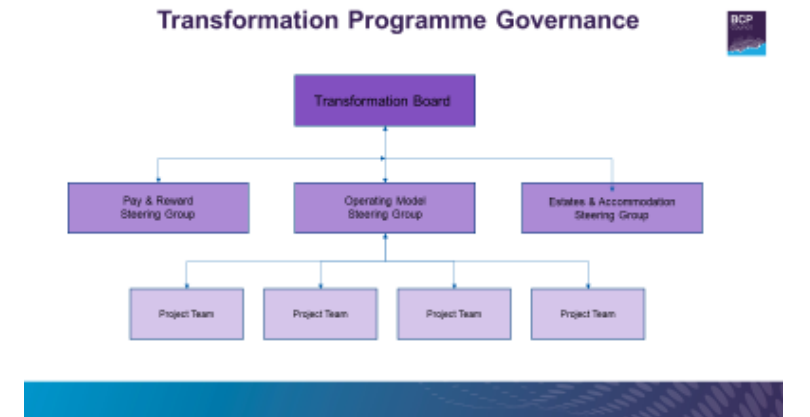 Transformation Programme Governance
BCP
Transformation Board
Pay & Reward
Steering Group
Operating Model
Steering Group
Estates & Accommodation
Steering Group
Project Team
Project Team
Project Team
Project Team